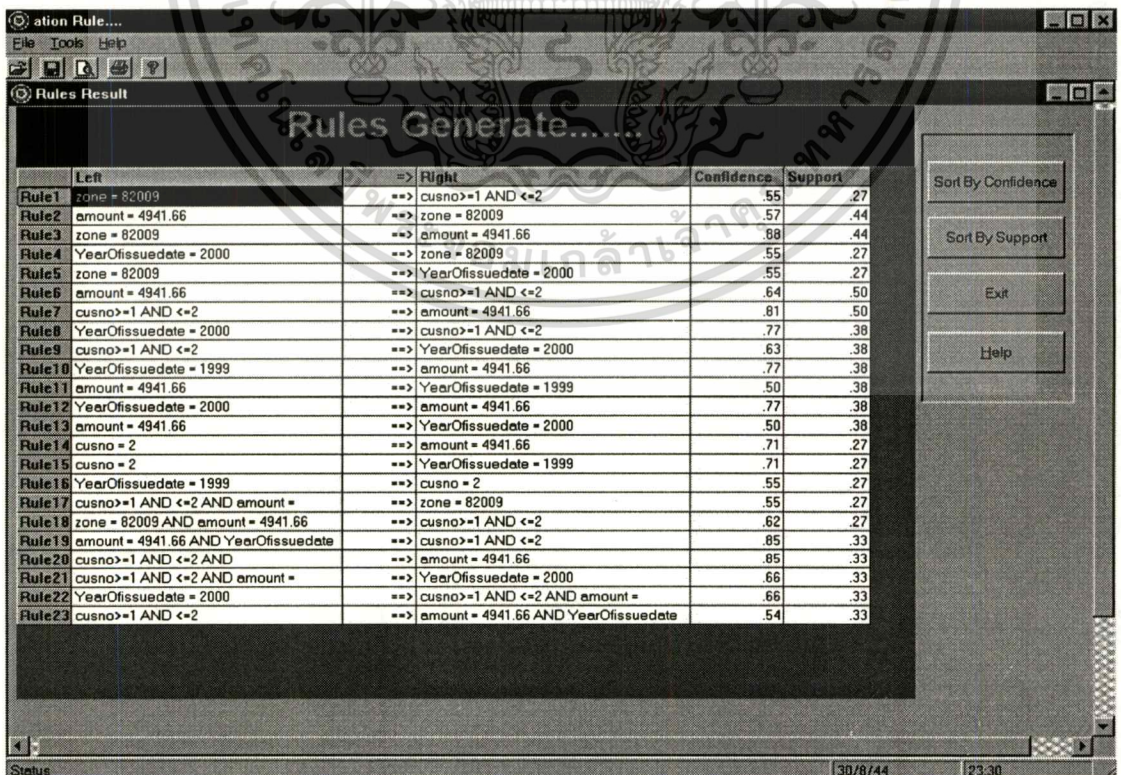 ation Rule....
File Tools Help
Rules Result
Rules Generate.......
Left => Right Confidence Support
Rule1 zone = 82009 ==> cusno>=1 AND <=2 .55 .27
Rule2 amount = 4941.66 ==> zone = 82009 .57 .44
Rule3 zone = 82009 ==> amount = 4941.66 .68 .44
Rule4 YearOfissuedate = 2000 ==> zone = 82009 .55 .27
Rule5 zone = 82009 ==> YearOfissuedate = 2000 .55 .27
Rule6 amount = 4941.66 ==> cusno>=1 AND <=2 .64 .50
Rule7 cusno>=1 AND <=2 ==> amount = 4941.66 .81 .50
Rule8 YearOfissuedate = 2000 ==> cusno>=1 AND <=2 .77 .38
Rule9 cusno>=1 AND <=2 ==> YearOfissuedate = 2000 .63 .38
Rule10 YearOfissuedate = 1999 ==> amount = 4941.66 .77 .38
Rule11 amount = 4941.66 ==> YearOfissuedate = 1999 .50 .38
Rule12 YearOfissuedate = 2000 ==> amount = 4941.66 .77 .38
Rule13 amount = 4941.66 ==> YearOfissuedate = 2000 .50 .38
Rule14 cusno = 2 ==> amount = 4941.66 .71 .27
Rule15 cusno = 2 ==> YearOfissuedate = 1999 .71 .27
Rule16 YearOfissuedate = 1999 ==> cusno = 2 .55 .27
Rule17 cusno>=1 AND <=2 AND amount = ==> zone = 82009 .55 .27
Rule18 zone = 82009 AND amount = 4941.66 ==> cusno>=1 AND <=2 .62 .27
Rule19 amount = 4941.66 AND YearOfissuedate ==> cusno>=1 AND <=2 .85 .33
Rule20 cusno>=1 AND <=2 AND ==> amount = 4941.66 .85 .33
Rule21 cusno>=1 AND <=2 AND amount = ==> YearOfissuedate = 2000 .66 .33
Rule22 YearOfissuedate = 2000 ==> cusno>=1 AND <=2 AND amount = .66 .33
Rule23 cusno>=1 AND <=2 ==> amount = 4941.66 AND YearOfissuedate .54 .33
Sort By Confidence
Sort By Support
Exit
Help
Status 30/8/44 23:30